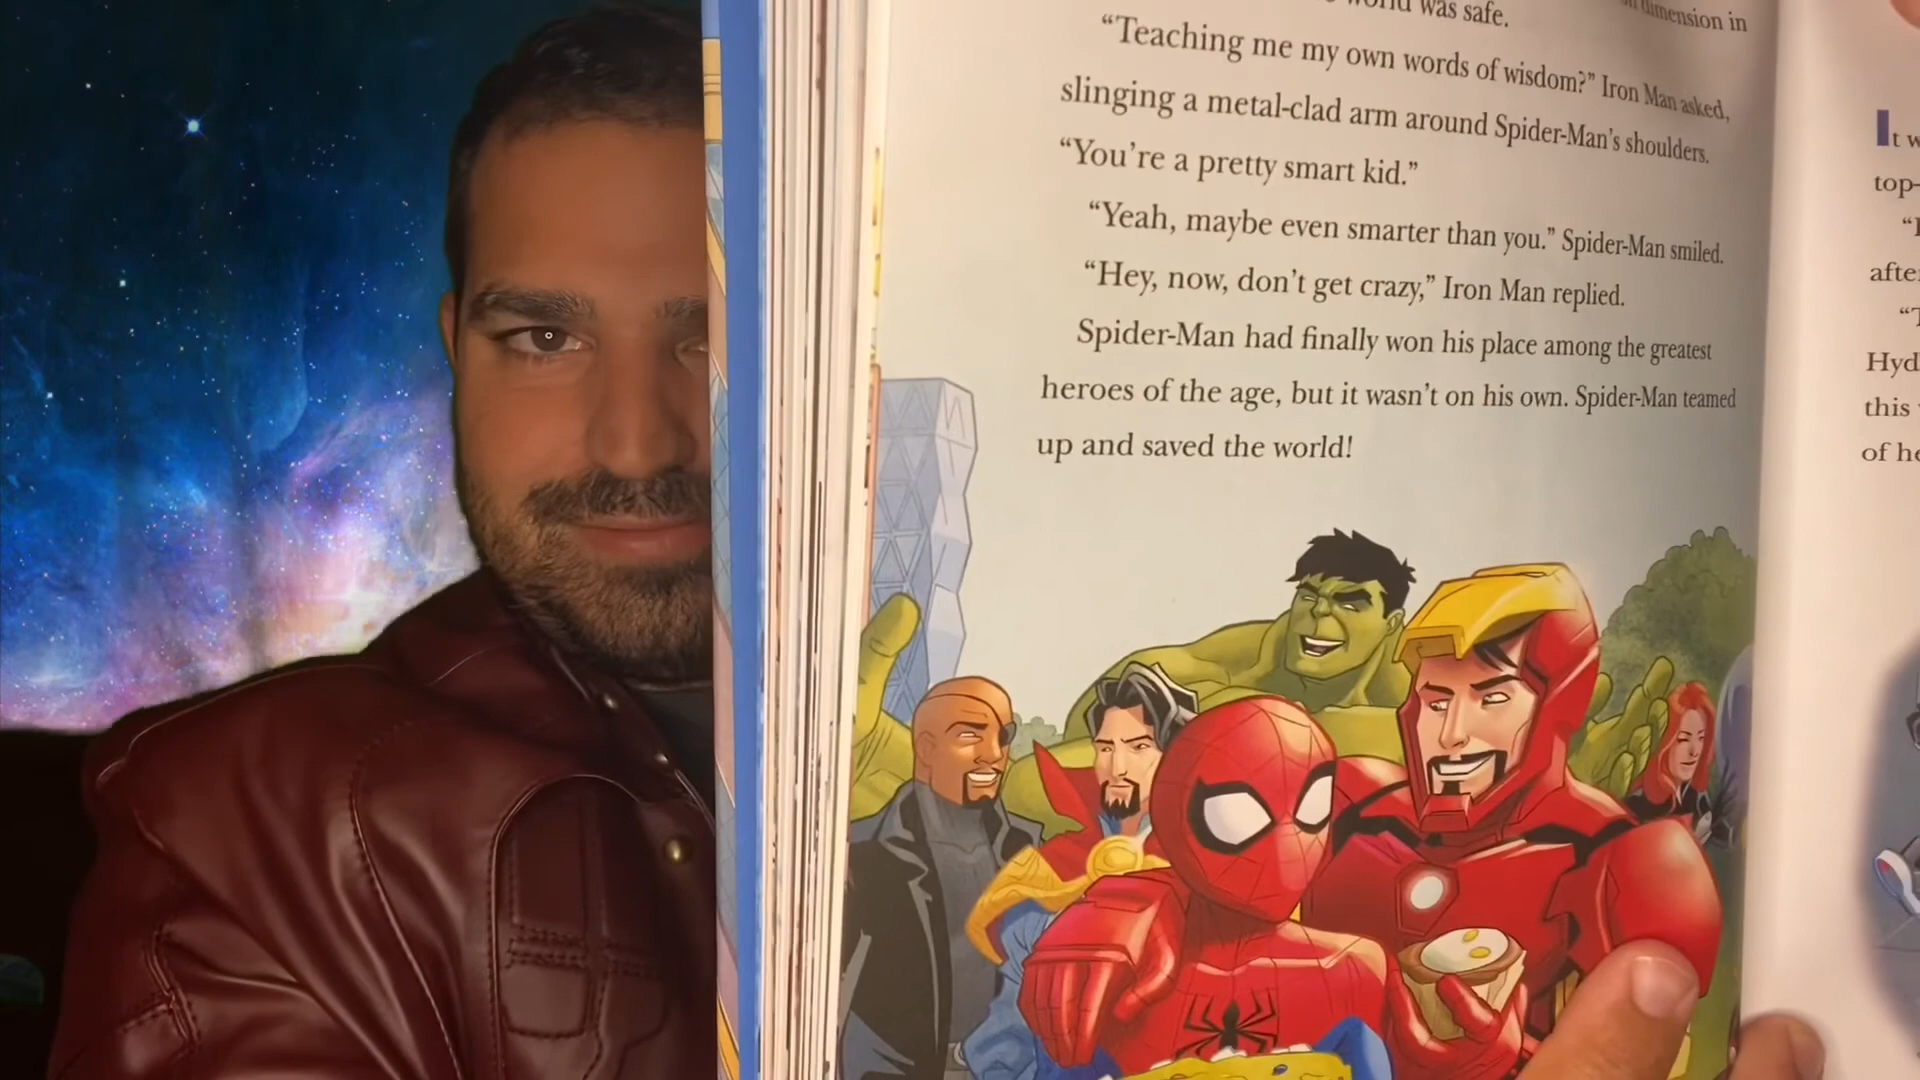 world was safe.
dimension in
“Teaching me my own words of wisdom?” Iron Man asked,
slinging a metal-clad arm around Spider-Man’s shoulders.
“You’re a pretty smart kid.”
“Yeah, maybe even smarter than you.” Spider-Man smiled.
“Hey, now, don’t get crazy,” Iron Man replied.
Spider-Man had finally won his place among the greatest
heroes of the age, but it wasn’t on his own. Spider-Man teamed
up and saved the world!
It w
top-
afte
Hyd
this
of he